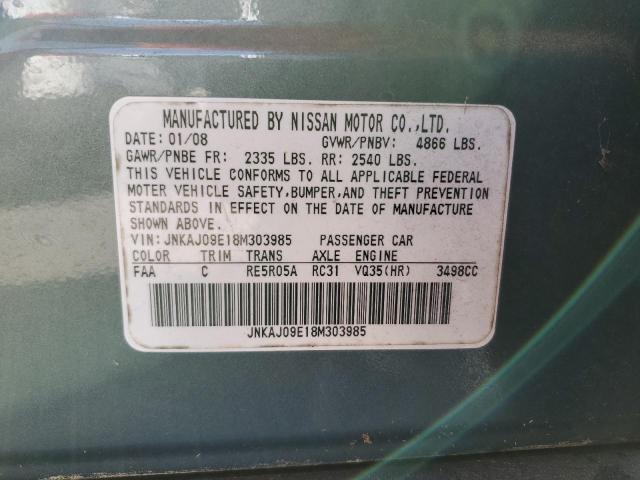 MANUFACTURED BY NISSAN MOTOR CO.,LTD.
DATE: 01/08 GVWR/PNBV: 4866 LBS.
GAWR/PNBE FR: 2335 LBS. RR: 2540 LBS.
THIS VEHICLE CONFORMS TO ALL APPLICABLE FEDERAL
MOTER VEHICLE SAFETY,BUMPER,AND THEFT PREVENTION
STANDARDS IN EFFECT ON THE DATE OF MANUFACTURE
SHOWN ABOVE.
VIN: JNKAJ09E18M303985 PASSENGER CAR
COLOR TRIM TRANS AXLE ENGINE
FAA C RE5R05A RC31 VQ35(HR) 3498CC
JNKAJ09E18M303985